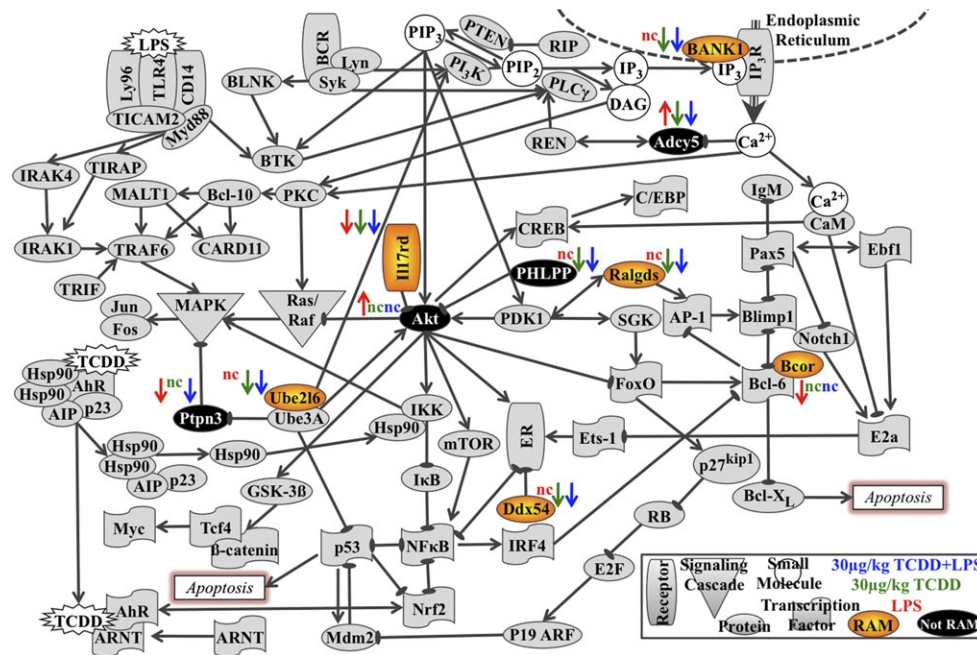 LPS
Ly96
TLR4
CD14
TICAM2
Myd88
BCR
Lyn
Syk
BLNK
BTK
PIP3
PTEN
RIP
PI3K
PIP2
PLCγ
IP3
DAG
nc
BANK1
IP3
IP3R
Endoplasmic
Reticulum
REN
Adcy5
Ca2+
IRAK4
TIRAP
MALT1
Bcl-10
PKC
IRAK1
TRAF6
CARD11
TRIF
Il17rd
C/EBP
CREB
IgM
Ca2+
CaM
Pax5
Ebf1
PHLPP
nc
Ralgds
nc
Jun
Fos
MAPK
Ras/
Raf
ncnc
Akt
PDK1
SGK
AP-1
Blimp1
Notch1
TCDD
Hsp90
AhR
Hsp90
AIP
p23
nc
Ptpn3
nc
Ube2l6
Ube3A
IKK
Hsp90
mTOR
ER
FoxO
Bcor
Bcl-6
ncnc
Ets-1
E2a
Hsp90
Hsp90
AIP
p23
Hsp90
GSK-3ß
IκB
p27kip1
Bcl-XL
Apoptosis
nc
Ddx54
Myc
Tcf4
ß-catenin
p53
NFκB
IRF4
RB
E2F
Apoptosis
TCDD
AhR
ARNT
ARNT
Mdm2
Nrf2
P19 ARF
Receptor
Signaling
Cascade
Small
Molecule
30µg/kg TCDD+LPS
30µg/kg TCDD
LPS
Protein
Transcription
Factor
RAM
Not RAM